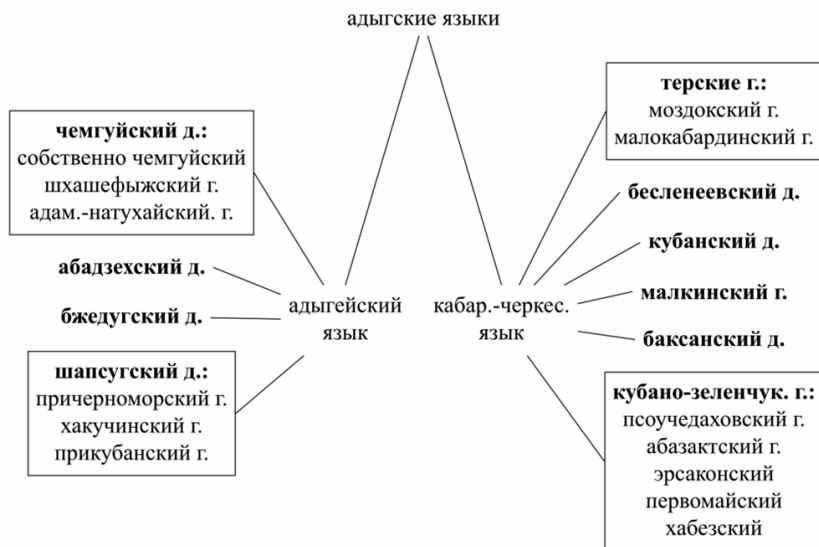 адыгские языки
чемгуйский д.:
собственно чемгуйский
шхашефыжский г.
адам.-натухайский. г.
абадзехский д.
бжедугский д.
шапсугский д.:
причерноморский г.
хакучинский г.
прикубанский г.
адыгейский
язык
кабар.-черкес.
язык
терские г.:
моздокский г.
малокабардинский г.
бесленеевский д.
кубанский д.
малкинский г.
баксанский д.
кубано-зеленчук. г.:
псоучедаховский г.
абазактский г.
эрсаконский
первомайский
хабезский